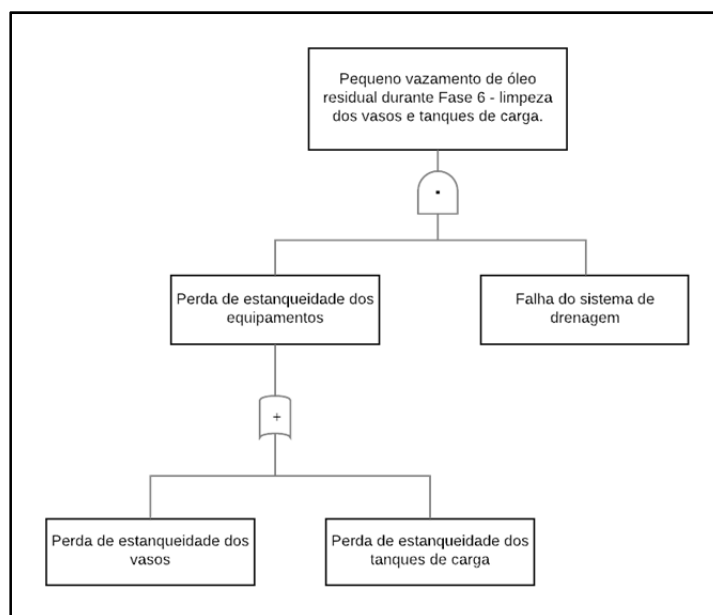 Pequeno vazamento de óleo
residual durante Fase 6 - limpeza
dos vasos e tanques de carga.
Perda de estanqueidade dos
equipamentos
Falha do sistema de
drenagem
+
Perda de estanqueidade dos
vasos
Perda de estanqueidade dos
tanques de carga